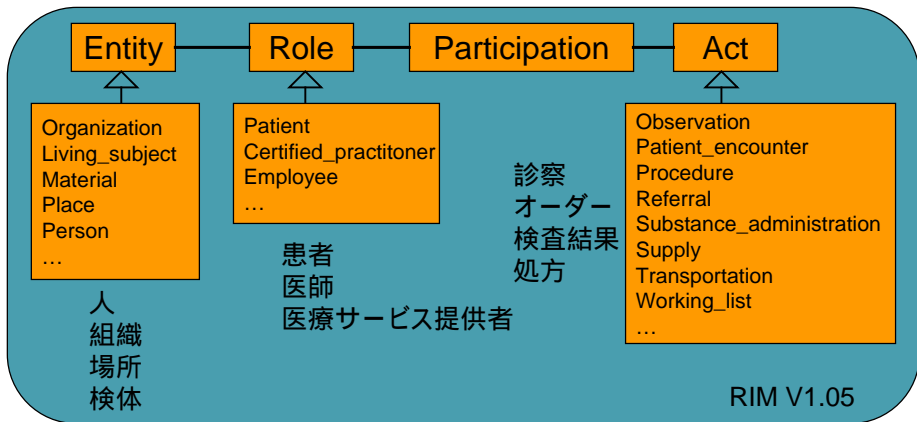 Entity
Role
Participation
Act
Organization
Living_subject
Material
Place
Person
…
Patient
Certified_practitoner
Employee
…
Observation
Patient_encounter
Procedure
Referral
Substance_administration
Supply
Transportation
Working_list
…
人
組織
場所
検体
患者
医師
医療サービス提供者
診察
オーダー
検査結果
処方
RIM V1.05